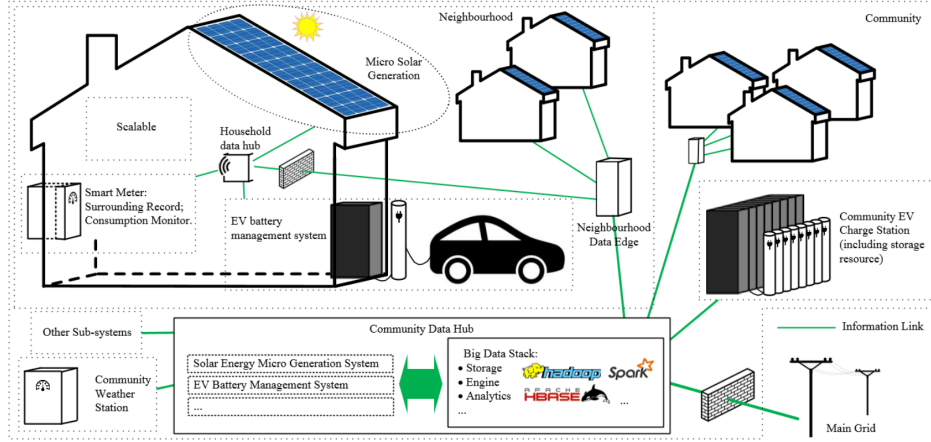 Neighbourhood
Community
Micro Solar
Generation
Scalable
Household
data hub
Smart Meter:
Surrounding Record;
Consumption Monitor.
EV battery
management system
Neighbourhood
Data Edge
Community EV
Charge Station
(including storage
resource)
Other Sub-systems
Community Data Hub
Information Link
Solar Energy Micro Generation System
EV Battery Management System
...
Big Data Stack:
• Storage
• Engine
• Analytics
...
hadoop
Spark
APACHE
HBASE
...
Community
Weather
Station
Main Grid